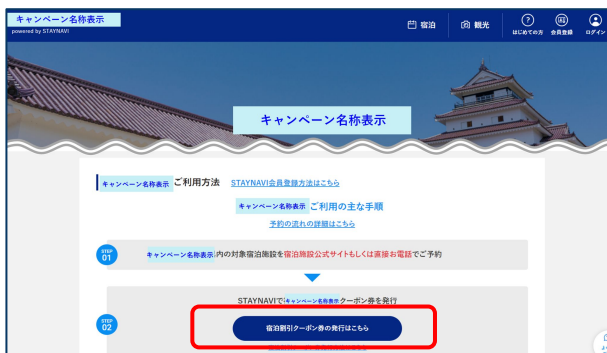 キャンペーン名称表示
powered by STAYNAVI
宿泊 観光 はじめての方 会員登録 ログイン
キャンペーン名称表示
キャンペーン名称表示 ご利用方法 STAYNAVI会員登録方法はこちら
キャンペーン名称表示 ご利用の主な手順
予約の流れの詳細はこちら
STEP
01
キャンペーン名称表示 内の対象宿泊施設を宿泊施設公式サイトもしくは直接お電話でご予約
STAYNAVIで キャンペーン名称表示 クーポン券を発行
STEP
02
宿泊割引クーポン券の発行はこちら